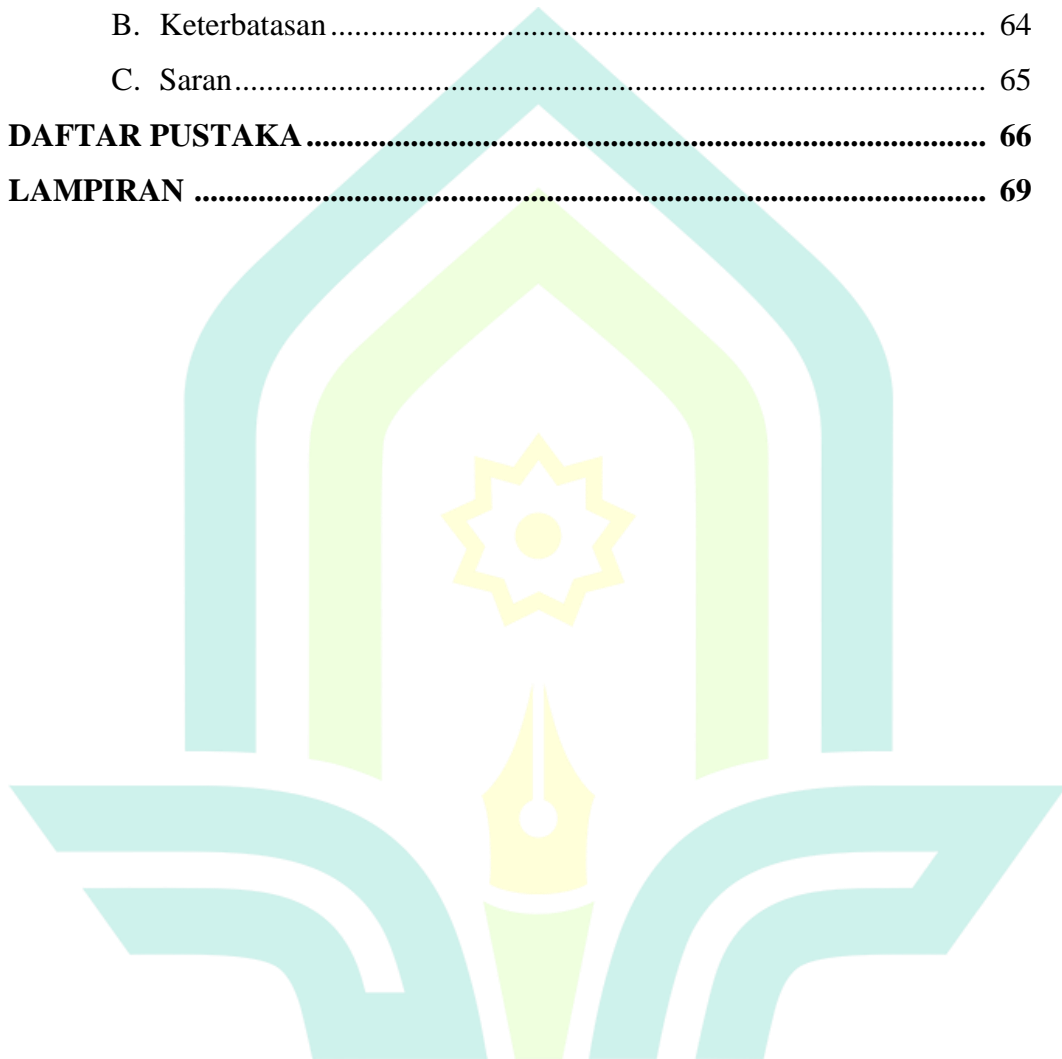 B. Keterbatasan........................................................................................ 64
C. Saran..................................................................................................... 65
DAFTAR PUSTAKA......................................................................................... 66
LAMPIRAN ....................................................................................................... 69